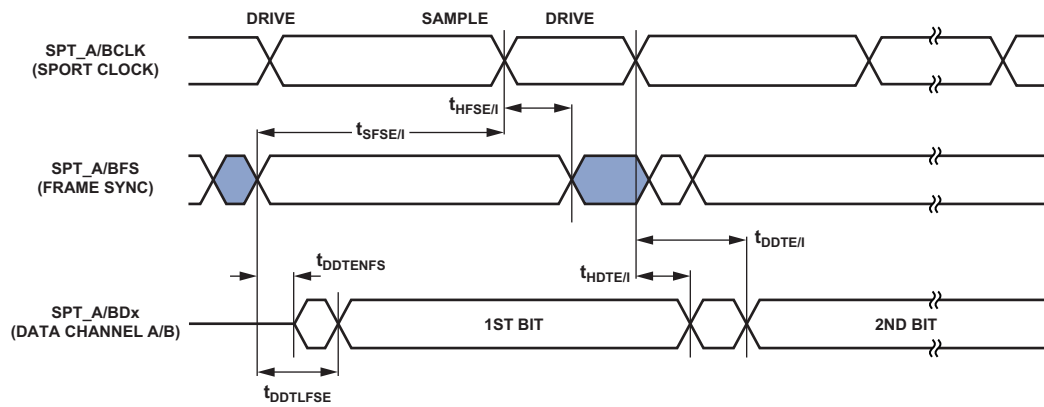 DRIVE SAMPLE DRIVE
SPT_A/BCLK
(SPORT CLOCK)
tHFSE/I
tSFSE/I
SPT_A/BFS
(FRAME SYNC)
tDDTE/I
tDDTENFS
tHDTE/I
SPT_A/BDx
(DATA CHANNEL A/B)
1ST BIT 2ND BIT
tDDTLFSE